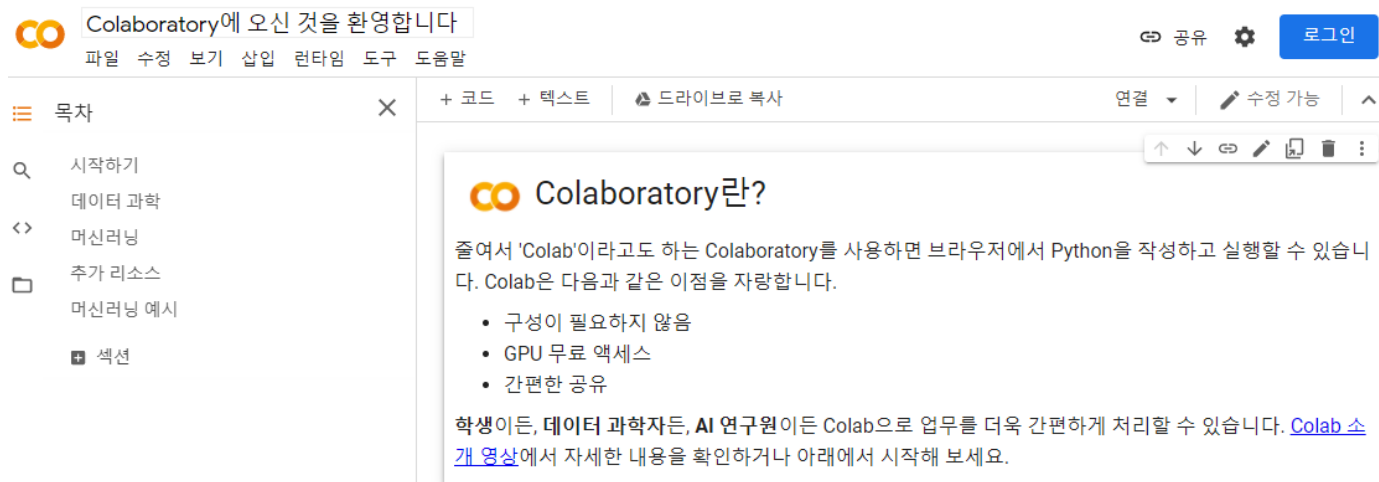 Colaboratory에 오신 것을 환영합니다
파일 수정 보기 삽입 런타임 도구 도움말
공유
로그인
목차
시작하기
데이터 과학
머신러닝
추가 리소스
머신러닝 예시
섹션
+ 코드 + 텍스트 드라이브로 복사
연결 수정 가능
Colaboratory란?
줄여서 'Colab'이라고도 하는 Colaboratory를 사용하면 브라우저에서 Python을 작성하고 실행할 수 있습니
다. Colab은 다음과 같은 이점을 자랑합니다.
• 구성이 필요하지 않음
• GPU 무료 액세스
• 간편한 공유
학생이든, 데이터 과학자든, AI 연구원이든 Colab으로 업무를 더욱 간편하게 처리할 수 있습니다. Colab 소
개 영상에서 자세한 내용을 확인하거나 아래에서 시작해 보세요.